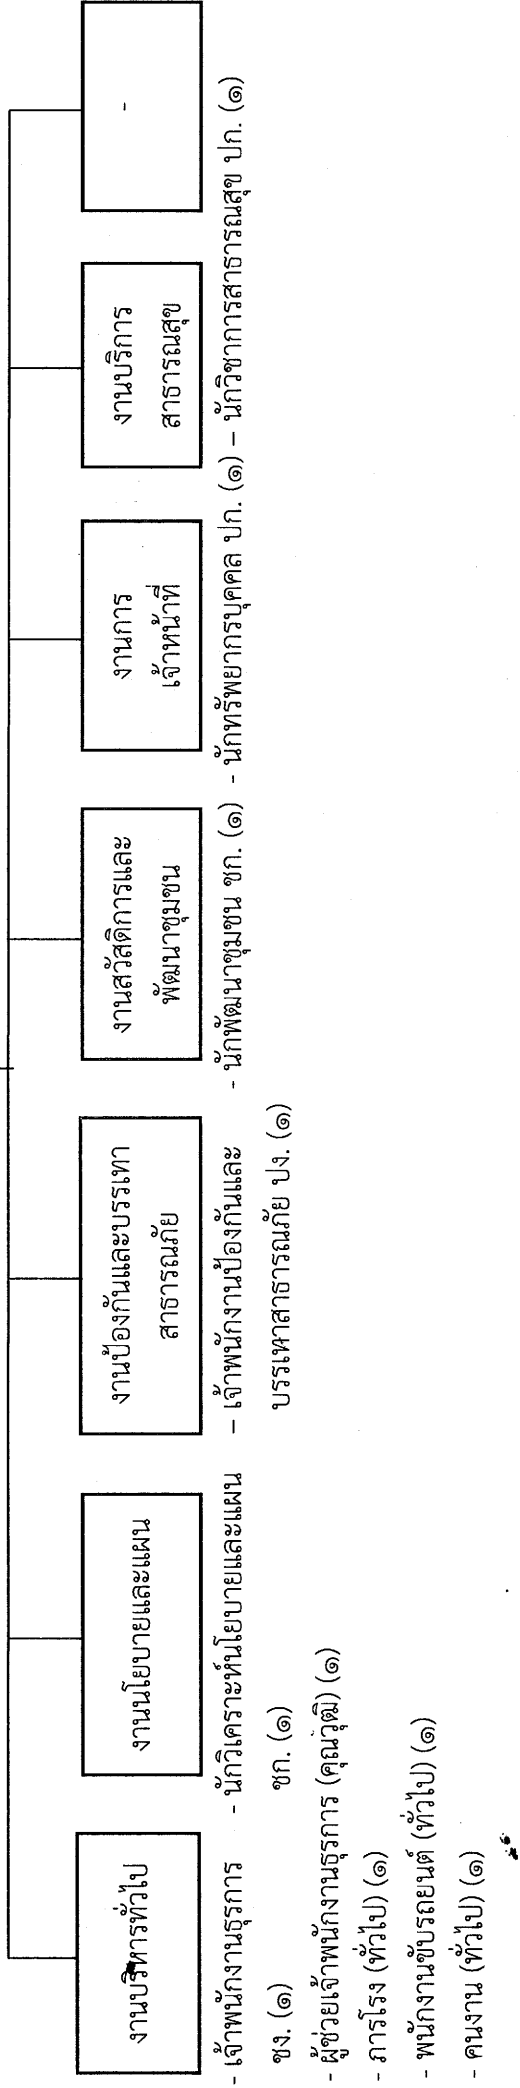 งานบริหารทั่วไป
- เจ้าพนักงานธุรการ
ชง. (๑)
- ผู้ช่วยเจ้าพนักงานธุรการ (คุณวุฒิ) (๑)
- ภารโรง (ทั่วไป) (๑)
- พนักงานขับรถยนต์ (ทั่วไป) (๑)
- คนงาน (ทั่วไป) (๑)
งานนโยบายและแผน
- นักวิเคราะห์นโยบายและแผน
ชก. (๑)
งานป้องกันและบรรเทา
สาธารณภัย
– เจ้าพนักงานป้องกันและ
บรรเทาสาธารณภัย ปง. (๑)
งานสวัสดิการและ
พัฒนาชุมชน
- นักพัฒนาชุมชน ชก. (๑)
งานการ
เจ้าหน้าที่
- นักทรัพยากรบุคคล ปก. (๑)
งานบริการ
สาธารณสุข
– นักวิชาการสาธารณสุข ปก. (๑)
-